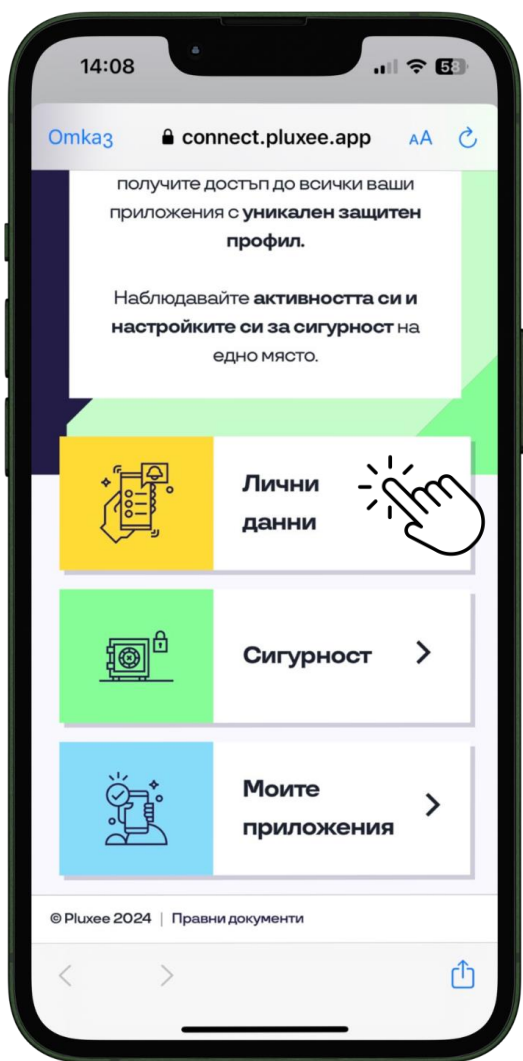 14:08
58
Отказ connect.pluxee.app AA
получите достъп до всички ваши
приложения с уникален защитен
профил.
Наблюдавайте активността си и
настройките си за сигурност на
едно място.
Лични
данни
Сигурност
Моите
приложения
© Pluxee 2024 | Правни документи